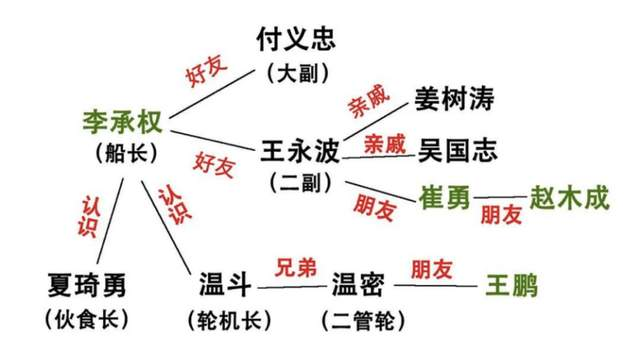 付义忠
好友
(大副)
亲戚
姜树涛
李承权
(船长)
好友
王永波
(二副)
亲戚
吴国志
朋友
崔勇
朋友
赵木成
认识
认识
夏琦勇
(伙食长)
温斗
(轮机长)
兄弟
温密
(二管轮)
朋友
王鹏